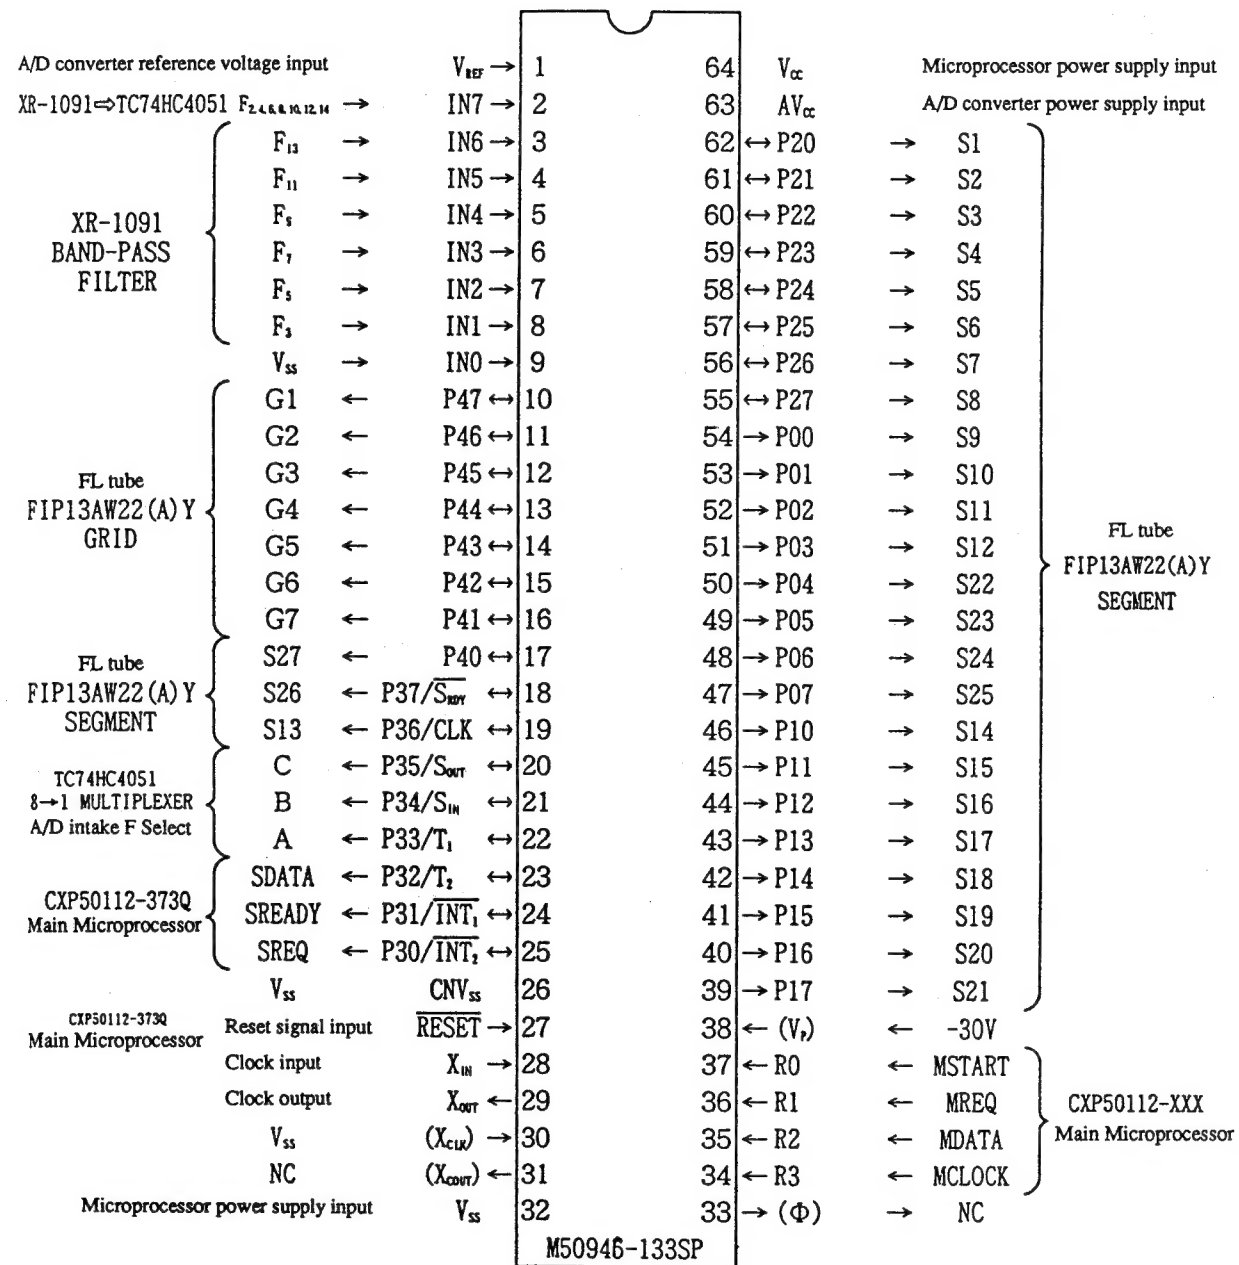 A/D converter reference voltage input V_REF → 1 64 V_cc Microprocessor power supply input
XR-1091⇨TC74HC4051 F_2,4,6,8,10,12,14 → IN7 → 2 63 AV_cc A/D converter power supply input
F_13 → IN6 → 3 62 ↔ P20 → S1
F_11 → IN5 → 4 61 ↔ P21 → S2
XR-1091
BAND-PASS
FILTER
F_9 → IN4 → 5 60 ↔ P22 → S3
F_7 → IN3 → 6 59 ↔ P23 → S4
F_5 → IN2 → 7 58 ↔ P24 → S5
F_3 → IN1 → 8 57 ↔ P25 → S6
V_SS → IN0 → 9 56 ↔ P26 → S7
G1 ← P47 ↔ 10 55 ↔ P27 → S8
G2 ← P46 ↔ 11 54 → P00 → S9
FL tube
FIP13AW22(A)Y
GRID
G3 ← P45 ↔ 12 53 → P01 → S10
G4 ← P44 ↔ 13 52 → P02 → S11
G5 ← P43 ↔ 14 51 → P03 → S12
FL tube
FIP13AW22(A)Y
SEGMENT
G6 ← P42 ↔ 15 50 → P04 → S22
G7 ← P41 ↔ 16 49 → P05 → S23
FL tube
FIP13AW22(A)Y
SEGMENT
S27 ← P40 ↔ 17 48 → P06 → S24
S26 ← P37/S_RDY ↔ 18 47 → P07 → S25
S13 ← P36/CLK ↔ 19 46 → P10 → S14
TC74HC4051
8→1 MULTIPLEXER
A/D intake F Select
C ← P35/S_OUT ↔ 20 45 → P11 → S15
B ← P34/S_IN ↔ 21 44 → P12 → S16
A ← P33/T_1 ↔ 22 43 → P13 → S17
CXP50112-373Q
Main Microprocessor
SDATA ← P32/T_2 ↔ 23 42 → P14 → S18
SREADY ← P31/INT_1 ↔ 24 41 → P15 → S19
SREQ ← P30/INT_2 ↔ 25 40 → P16 → S20
V_SS CNV_SS 26 39 → P17 → S21
CXP50112-373Q
Main Microprocessor
Reset signal input RESET → 27 38 ← (V_P) ← -30V
Clock input X_IN → 28 37 ← R0 ← MSTART
Clock output X_OUT ← 29 36 ← R1 ← MREQ
CXP50112-XXX
Main Microprocessor
V_SS (X_CLK) → 30 35 ← R2 ← MDATA
NC (X_COUT) ← 31 34 ← R3 ← MCLOCK
Microprocessor power supply input V_SS 32 33 → (Φ) → NC
M50946-133SP